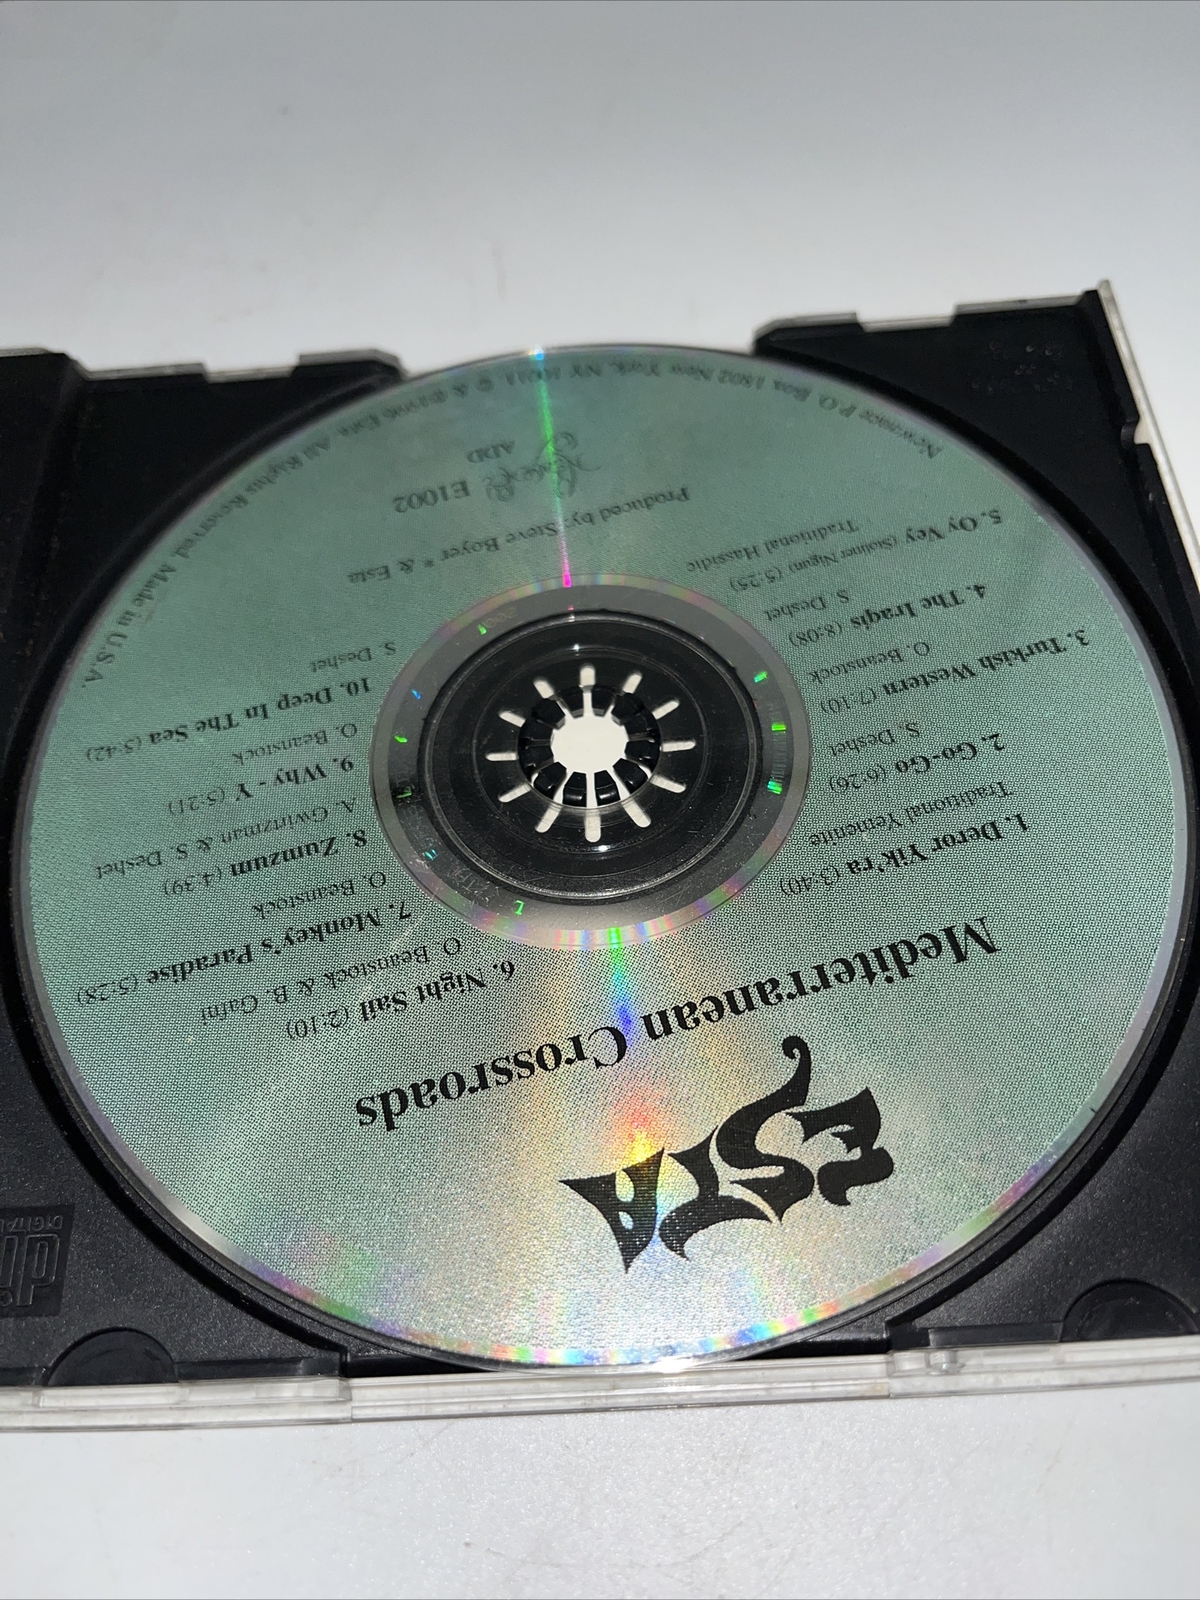 ESTA
Mediterranean Crossroads
1. Deror Yik'ra (3:40)
Traditional Yemenite
2. Go-Go (6:26)
S. Deshet
3. Turkish Western (7:10)
O. Beanstock
4. The Iraqis (8:08)
S. Deshet
5. Oy Vey (Stoliner Nigun) (5:25)
Traditional Hassidic
6. Night Sail (2:10)
O. Beanstock & B. Gafni
7. Monkey's Paradise (5:28)
O. Beanstock
8. Zumzum (4:39)
A. Gwirtzman & S. Deshet
9. Why - Y (5:21)
O. Beanstock
10. Deep In The Sea (5:42)
S. Deshet
Produced by: Steve Boyer * & Esta
E1002
ADD
P.O. Box 1802 New York, NY 10011 ℗ & ©1996 Esta, All Rights Reserved Made in U.S.A.